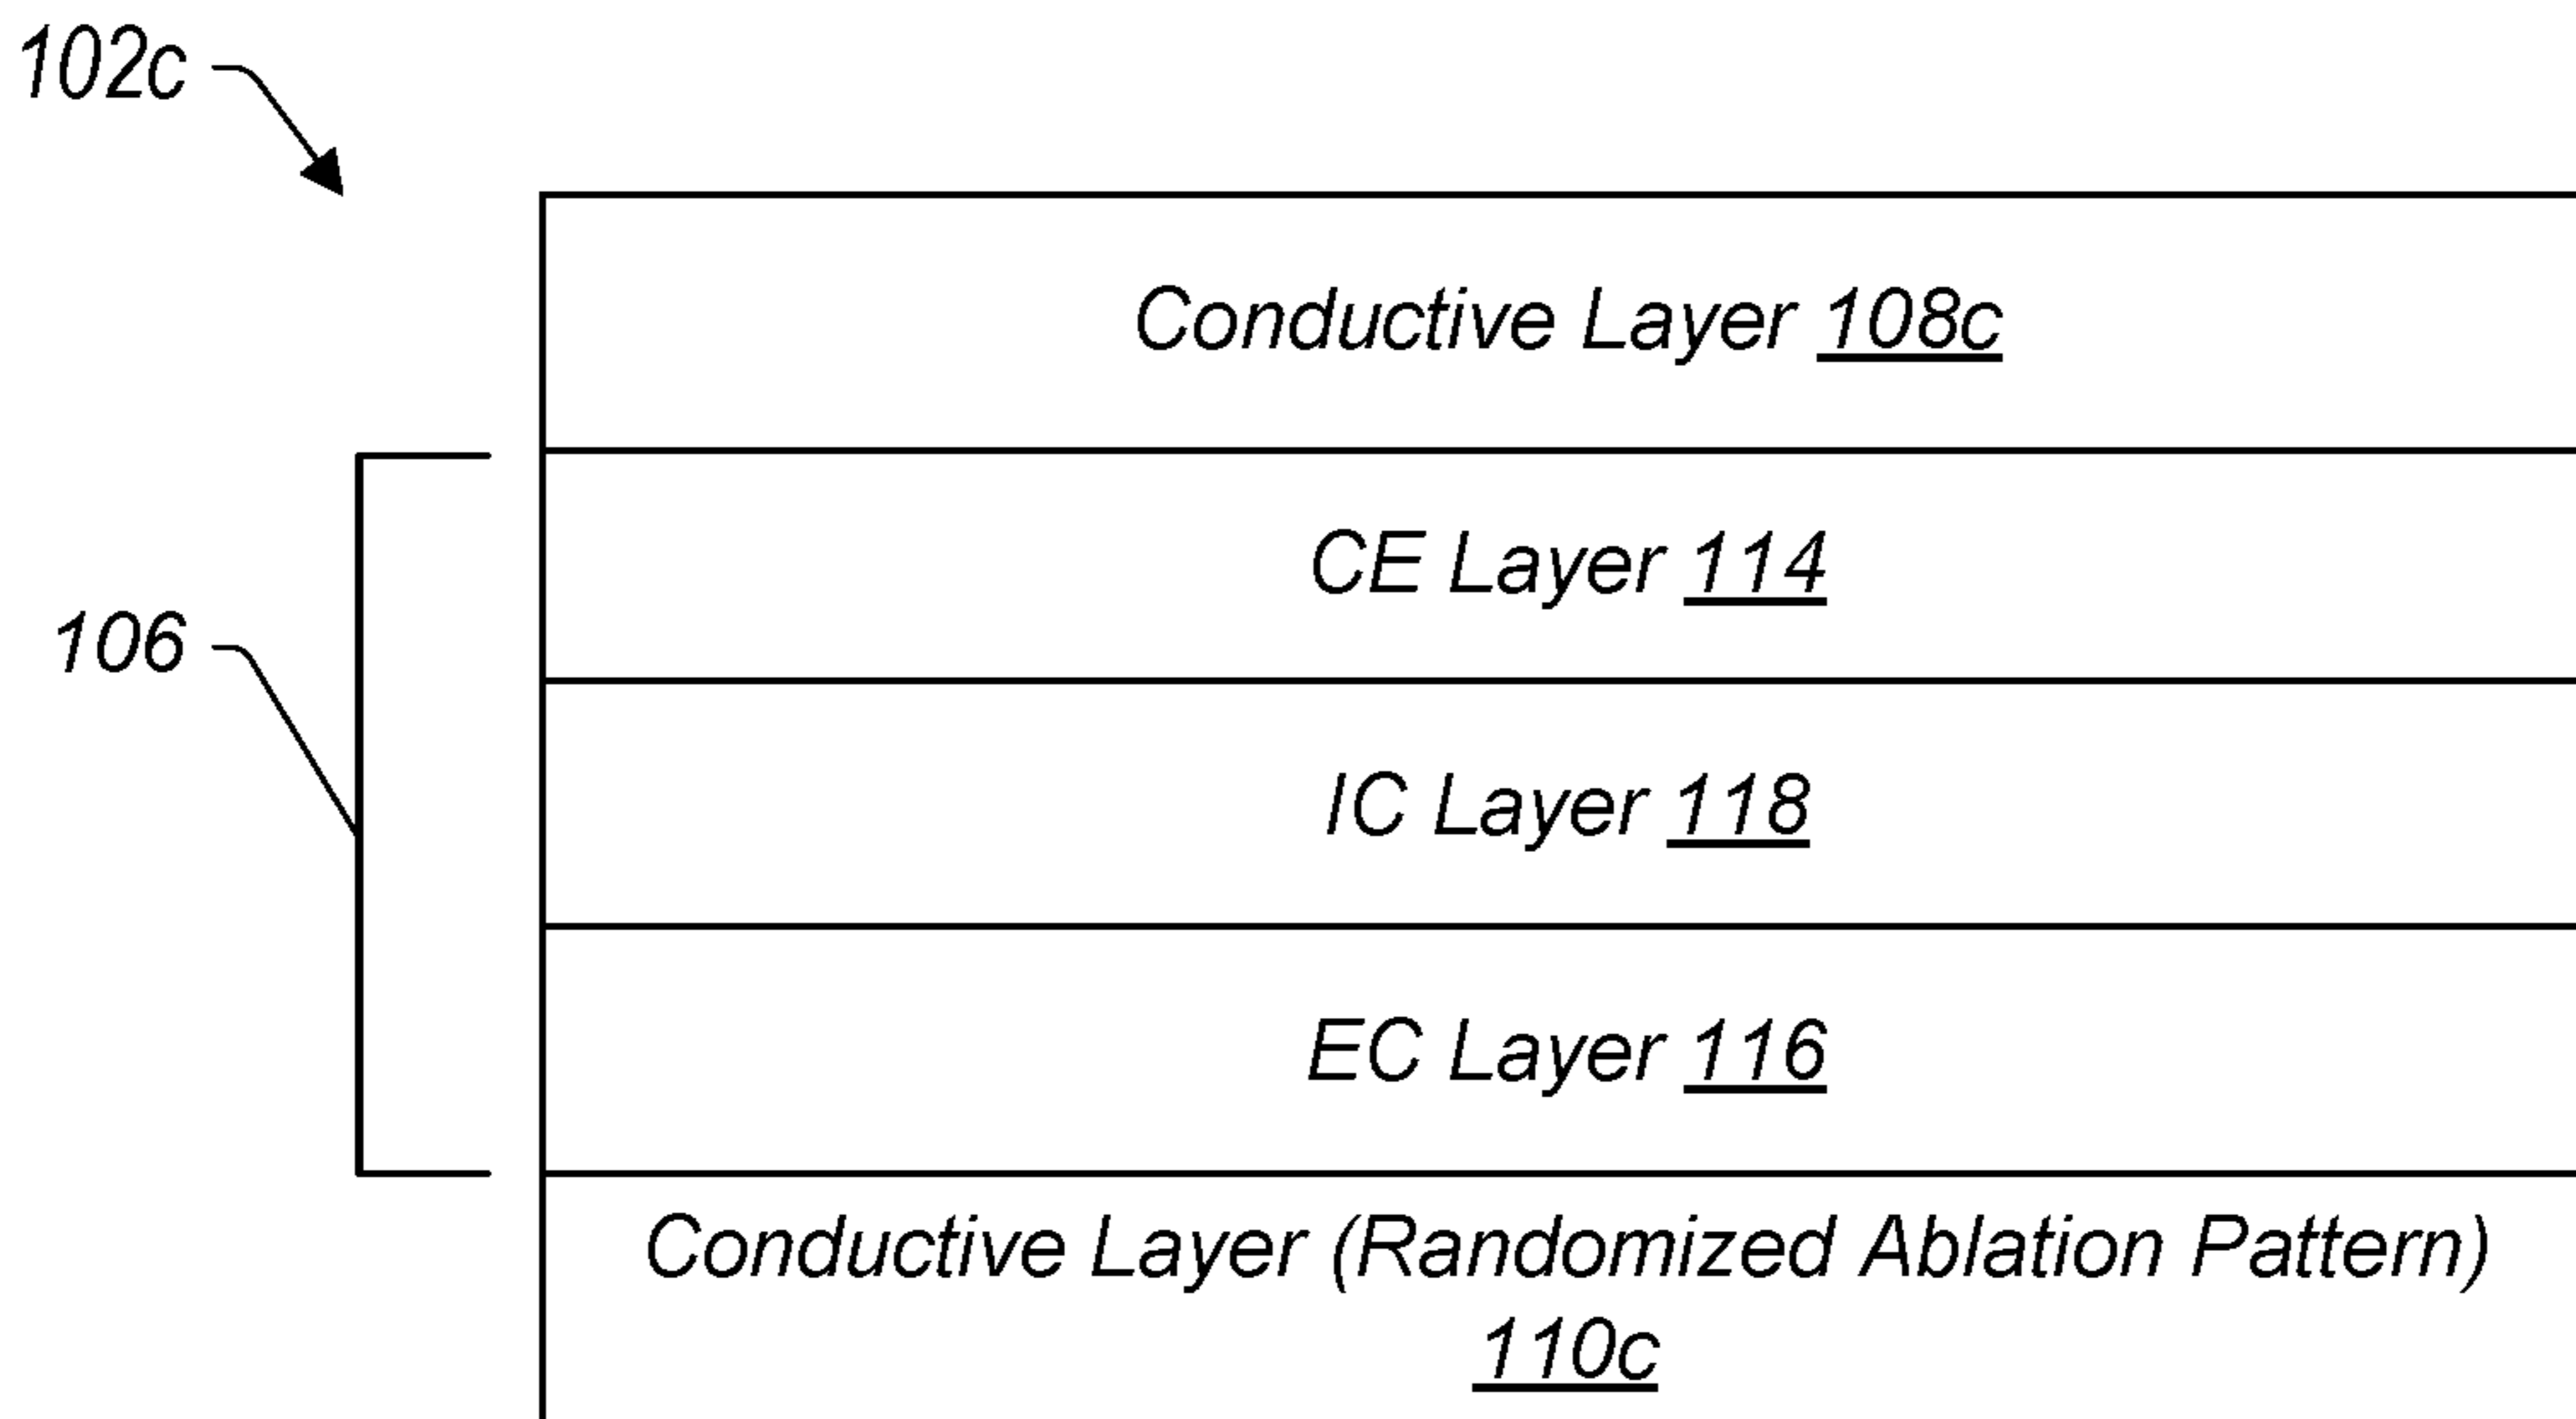 102c
Conductive Layer 108c
CE Layer 114
106
IC Layer 118
EC Layer 116
Conductive Layer (Randomized Ablation Pattern)
110c